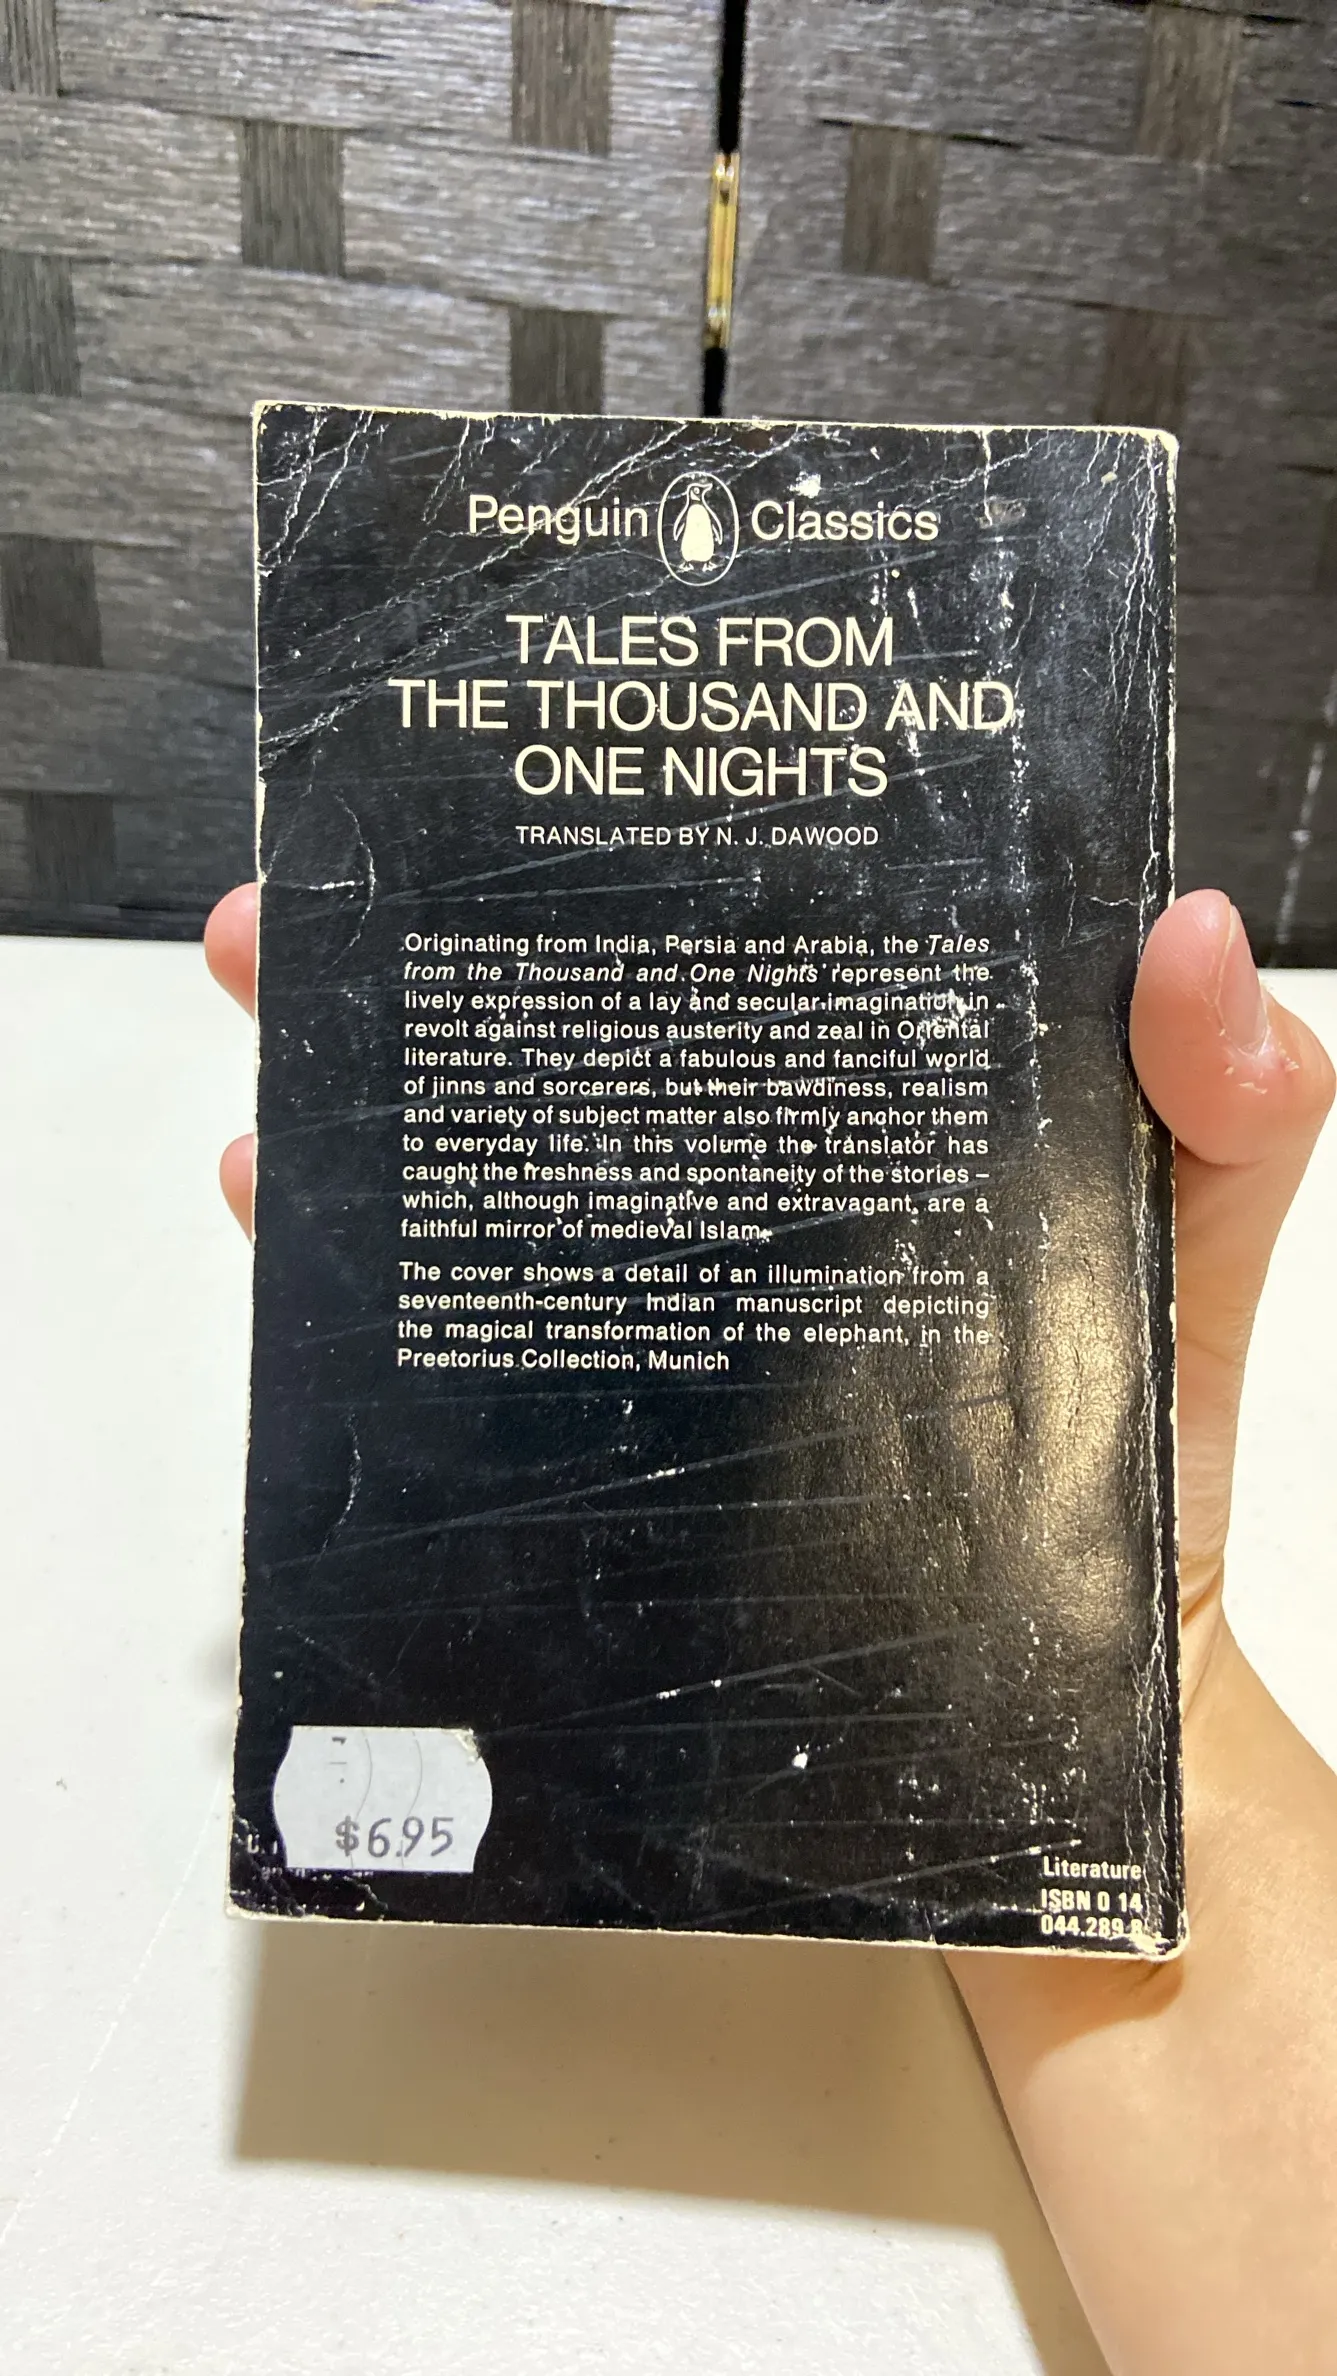 Penguin Classics
TALES FROM
THE THOUSAND AND
ONE NIGHTS
TRANSLATED BY N. J. DAWOOD
Originating from India, Persia and Arabia, the Tales
from the Thousand and One Nights represent the
lively expression of a lay and secular imagination in
revolt against religious austerity and zeal in Oriental
literature. They depict a fabulous and fanciful world
of jinns and sorcerers, but their bawdiness, realism
and variety of subject matter also firmly anchor them
to everyday life. In this volume the translator has
caught the freshness and spontaneity of the stories –
which, although imaginative and extravagant, are a
faithful mirror of medieval Islam.
The cover shows a detail of an illumination from a
seventeenth-century Indian manuscript depicting
the magical transformation of the elephant, in the
Preetorius Collection, Munich
$6.95
Literature
ISBN 0 14
044.289 8